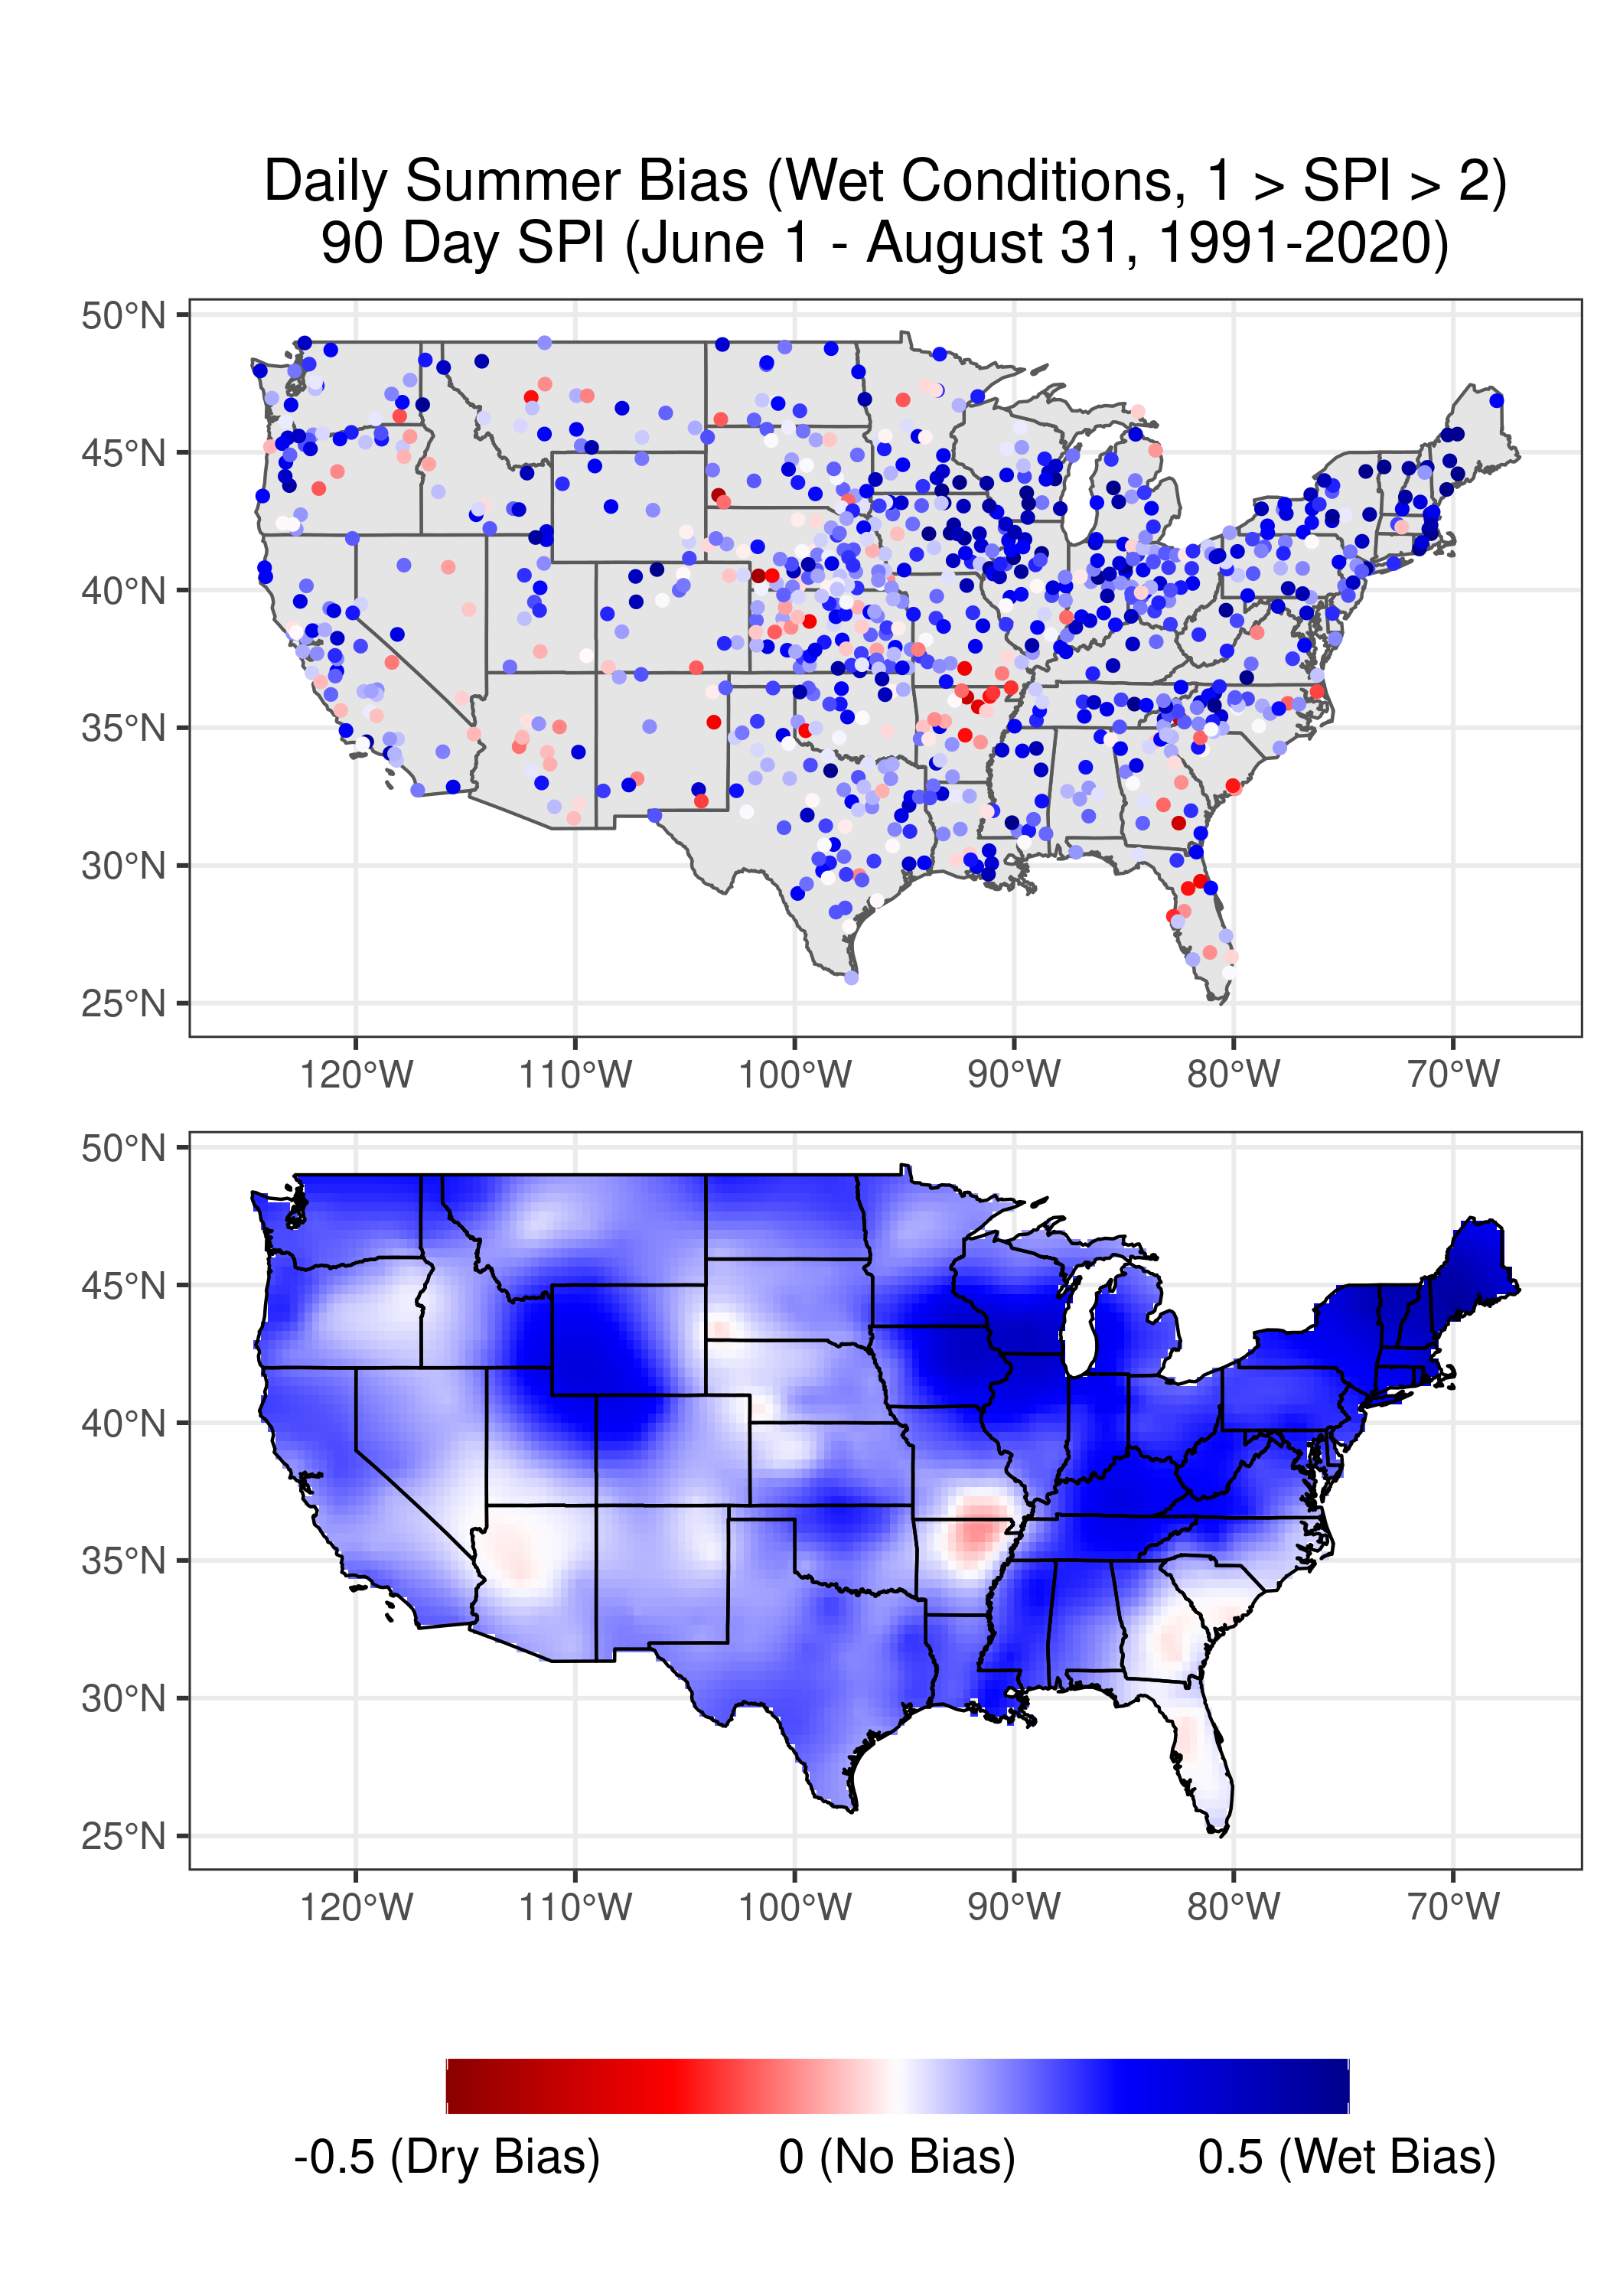 Daily Summer Bias (Wet Conditions, 1 > SPI > 2)
90 Day SPI (June 1 - August 31, 1991-2020)
50°N
45°N
40°N
35°N
30°N
25°N
120°W 110°W 100°W 90°W 80°W 70°W
50°N
45°N
40°N
35°N
30°N
25°N
120°W 110°W 100°W 90°W 80°W 70°W
-0.5 (Dry Bias) 0 (No Bias) 0.5 (Wet Bias)